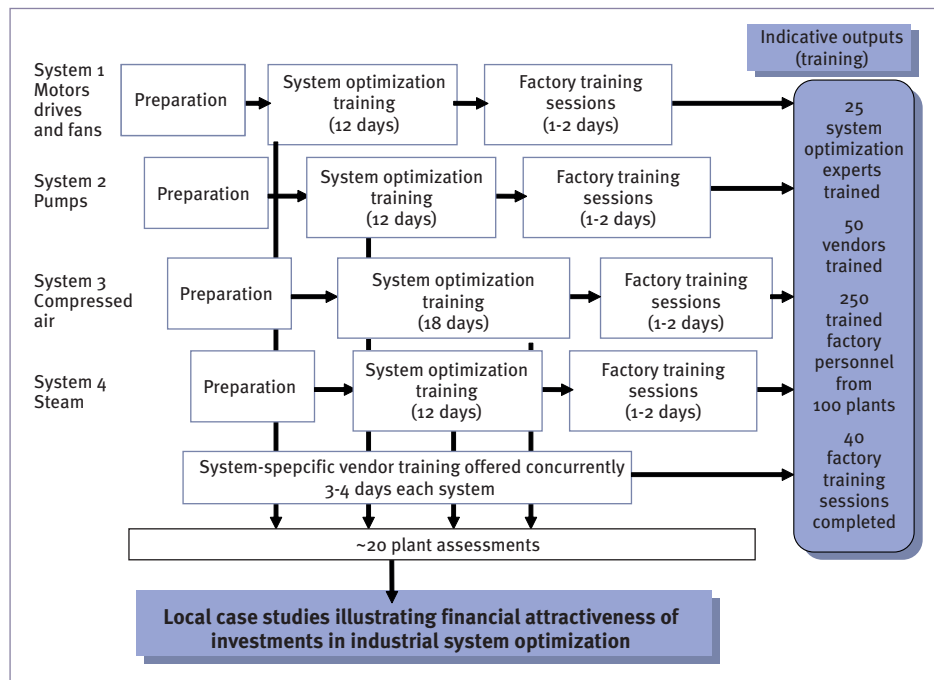 System 1
Motors
drives
and fans
Preparation
System optimization
training
(12 days)
Factory training
sessions
(1-2 days)
System 2
Pumps
Preparation
System optimization
training
(12 days)
Factory training
sessions
(1-2 days)
System 3
Compressed
air
Preparation
System optimization
training
(18 days)
Factory training
sessions
(1-2 days)
System 4
Steam
Preparation
System optimization
training
(12 days)
Factory training
sessions
(1-2 days)
System-spepcific vendor training offered concurrently
3-4 days each system
~20 plant assessments
Local case studies illustrating financial attractiveness of
investments in industrial system optimization
Indicative outputs
(training)
25
system
optimization
experts
trained
50
vendors
trained
250
trained
factory
personnel
from
100 plants
40
factory
training
sessions
completed